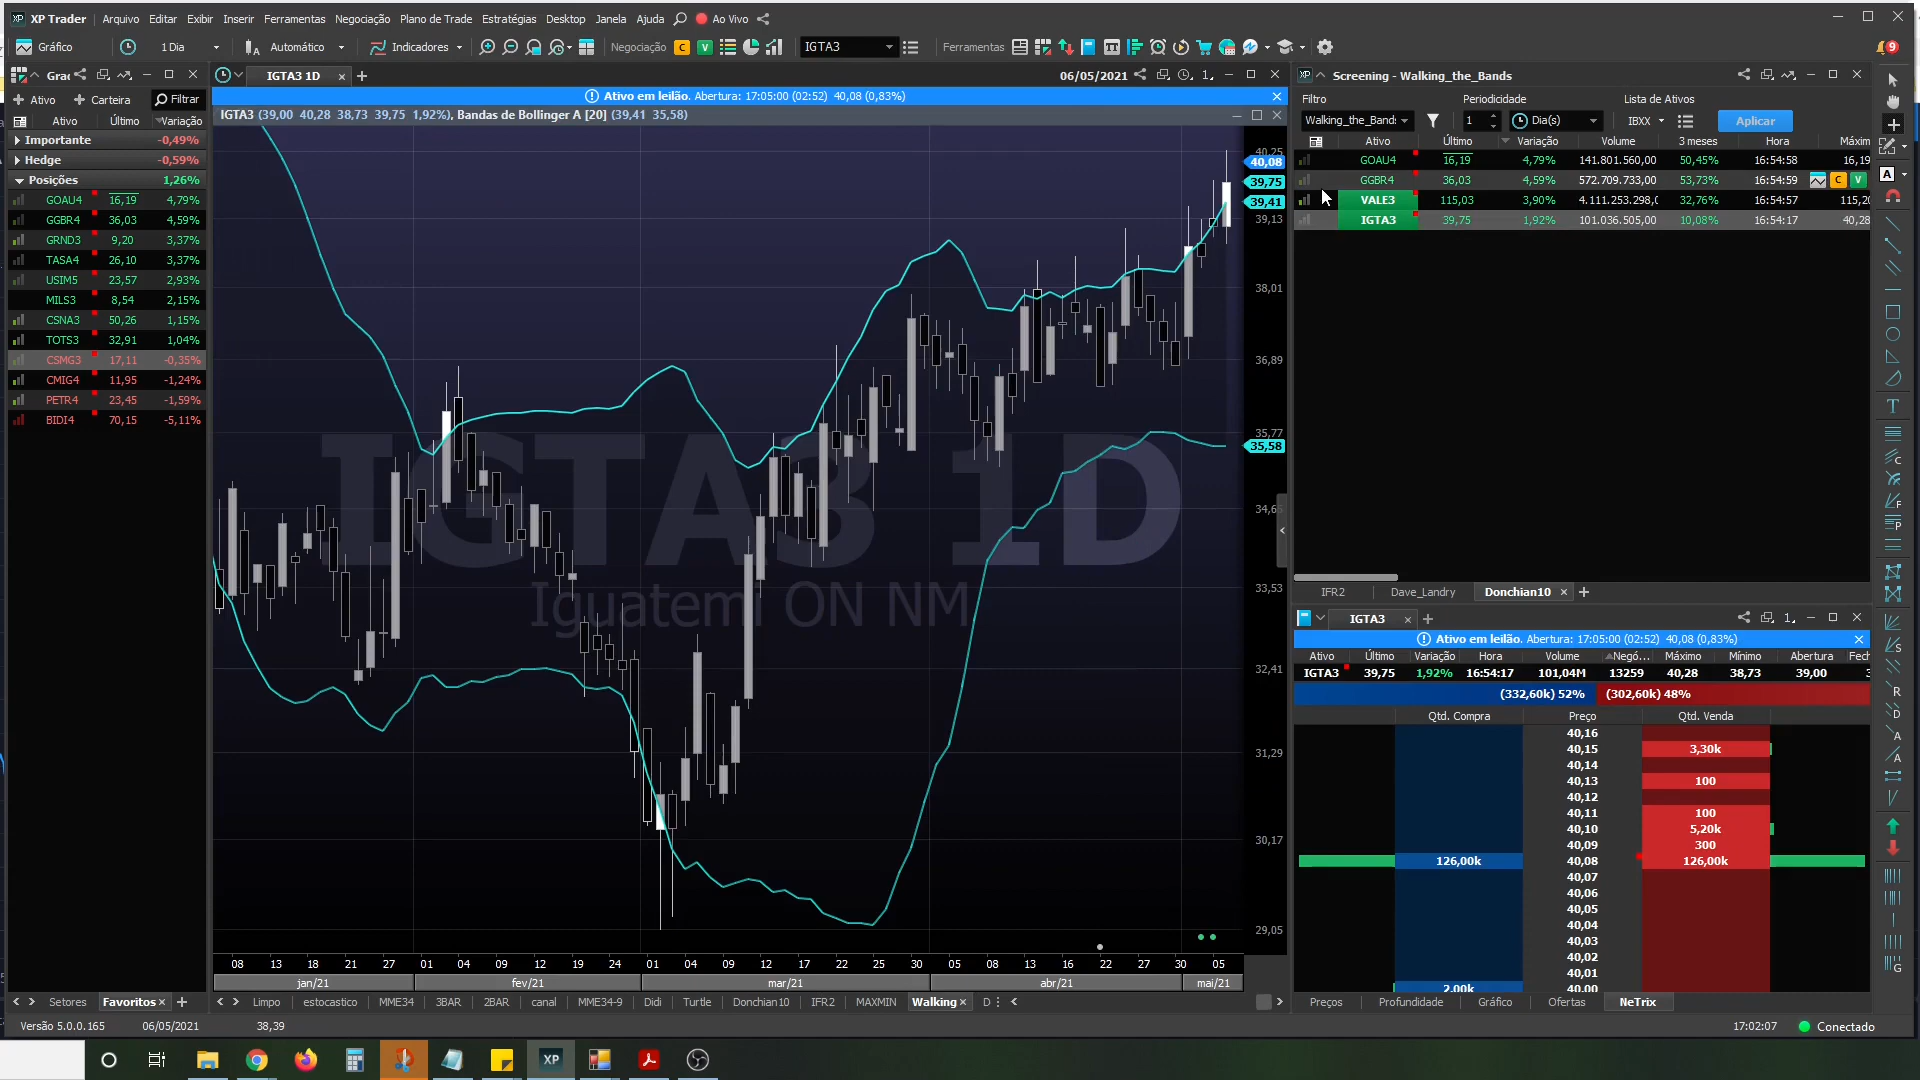 XP Trader Arquivo Editar Exibir Inserir Ferramentas Negociação Plano de Trade Estratégias Desktop Janela Ajuda Ao Vivo
Gráfico 1 Dia Automático Indicadores Negociação C V IGTA3 Ferramentas 9
Grac
Ativo Carteira Filtrar
Ativo Último Variação
Importante -0,49%
Hedge -0,59%
Posições 1,26%
GOAU4 16,19 4,79%
GGBR4 36,03 4,59%
GRND3 9,20 3,37%
TASA4 26,10 3,37%
USIM5 23,57 2,93%
MILS3 8,54 2,15%
CSNA3 50,26 1,15%
TOTS3 32,91 1,04%
CSMG3 17,11 -0,35%
CMIG4 11,95 -1,24%
PETR4 23,45 -1,59%
BIDI4 70,15 -5,11%
Setores Favoritos
IGTA3 1D 06/05/2021 1
Ativo em leilão. Abertura: 17:05:00 (02:52) 40,08 (0,83%)
IGTA3 (39,00 40,28 38,73 39,75 1,92%), Bandas de Bollinger A [20] (39,41 35,58)
IGTA3 1D
Iguatemi ON NM
40,25
40,08
39,75
39,41
39,13
38,01
36,89
35,77
35,58
34,65
33,53
32,41
31,29
30,17
29,05
08 13 18 21 27 01 04 09 12 19 24 01 04 09 12 17 22 25 30 05 08 13 16 22 27 30 05
jan/21 fev/21 mar/21 abr/21 mai/21
Limpo estocastico MME34 3BAR 2BAR canal MME34-9 Didi Turtle Donchian10 IFR2 MAXMIN Walking D
Screening - Walking_the_Bands
Filtro Periodicidade Lista de Ativos
Walking_the_Band: 1 Dia(s) IBXX Aplicar
Ativo Último Variação Volume 3 meses Hora Máxim
GOAU4 16,19 4,79% 141.801.560,00 50,45% 16:54:58 16,19
GGBR4 36,03 4,59% 572.709.733,00 53,73% 16:54:59 C V
VALE3 115,03 3,90% 4.111.253.298,0 32,76% 16:54:57 115,20
IGTA3 39,75 1,92% 101.036.505,00 10,08% 16:54:17 40,28
IFR2 Dave_Landry Donchian10
IGTA3 1
Ativo em leilão. Abertura: 17:05:00 (02:52) 40,08 (0,83%)
Ativo Último Variação Hora Volume Negó... Máximo Mínimo Abertura Fech
IGTA3 39,75 1,92% 16:54:17 101,04M 13259 40,28 38,73 39,00 3
(332,60k) 52% (302,60k) 48%
Qtd. Compra Preço Qtd. Venda
40,16
40,15 3,30k
40,14
40,13 100
40,12
40,11 100
40,10 5,20k
40,09 300
126,00k 40,08 126,00k
40,07
40,06
40,05
40,04
40,03
40,02
40,01
2,00k 40,00
Preços Profundidade Gráfico Ofertas NeTrix
A
T
C
F
P
S
R
D
A
A
G
Versão 5.0.0.165 06/05/2021 38,39 17:02:07 Conectado
XP